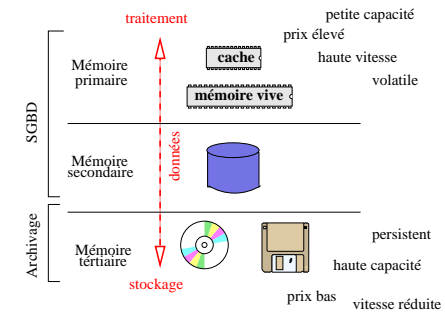 traitement
petite capacité
prix élevé
haute vitesse
volatile
SGBD
Mémoire
primaire
cache
mémoire vive
données
Mémoire
secondaire
Archivage
Mémoire
tértiaire
persistent
haute capacité
stockage
prix bas
vitesse réduite